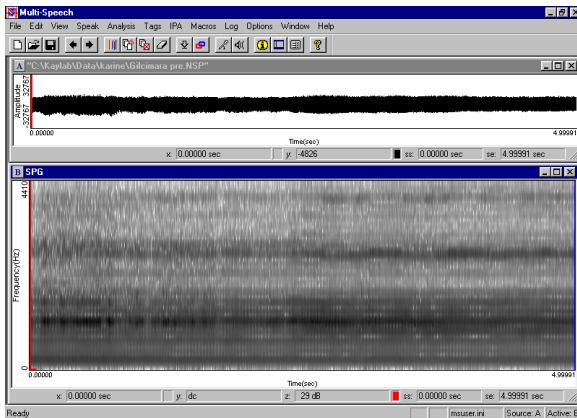 Multi-Speech
File Edit View Speak Analysis Tags IPA Macros Log Options Window Help
A "C:\Kaylab\Data\karine\Gilcimara pre.NSP"
Amplitude
-32767 32767
0.00000 4.99991
Time(sec)
x: 0.00000 sec y: -4826 ss: 0.00000 sec se: 4.99991 sec
B SPG
4410
Frequency(Hz)
0
0.00000 4.99991
Time(sec)
x: 0.00000 sec y: dc z: 29 dB ss: 0.00000 sec se: 4.99991 sec
Ready msuser.ini Source: A Active: B